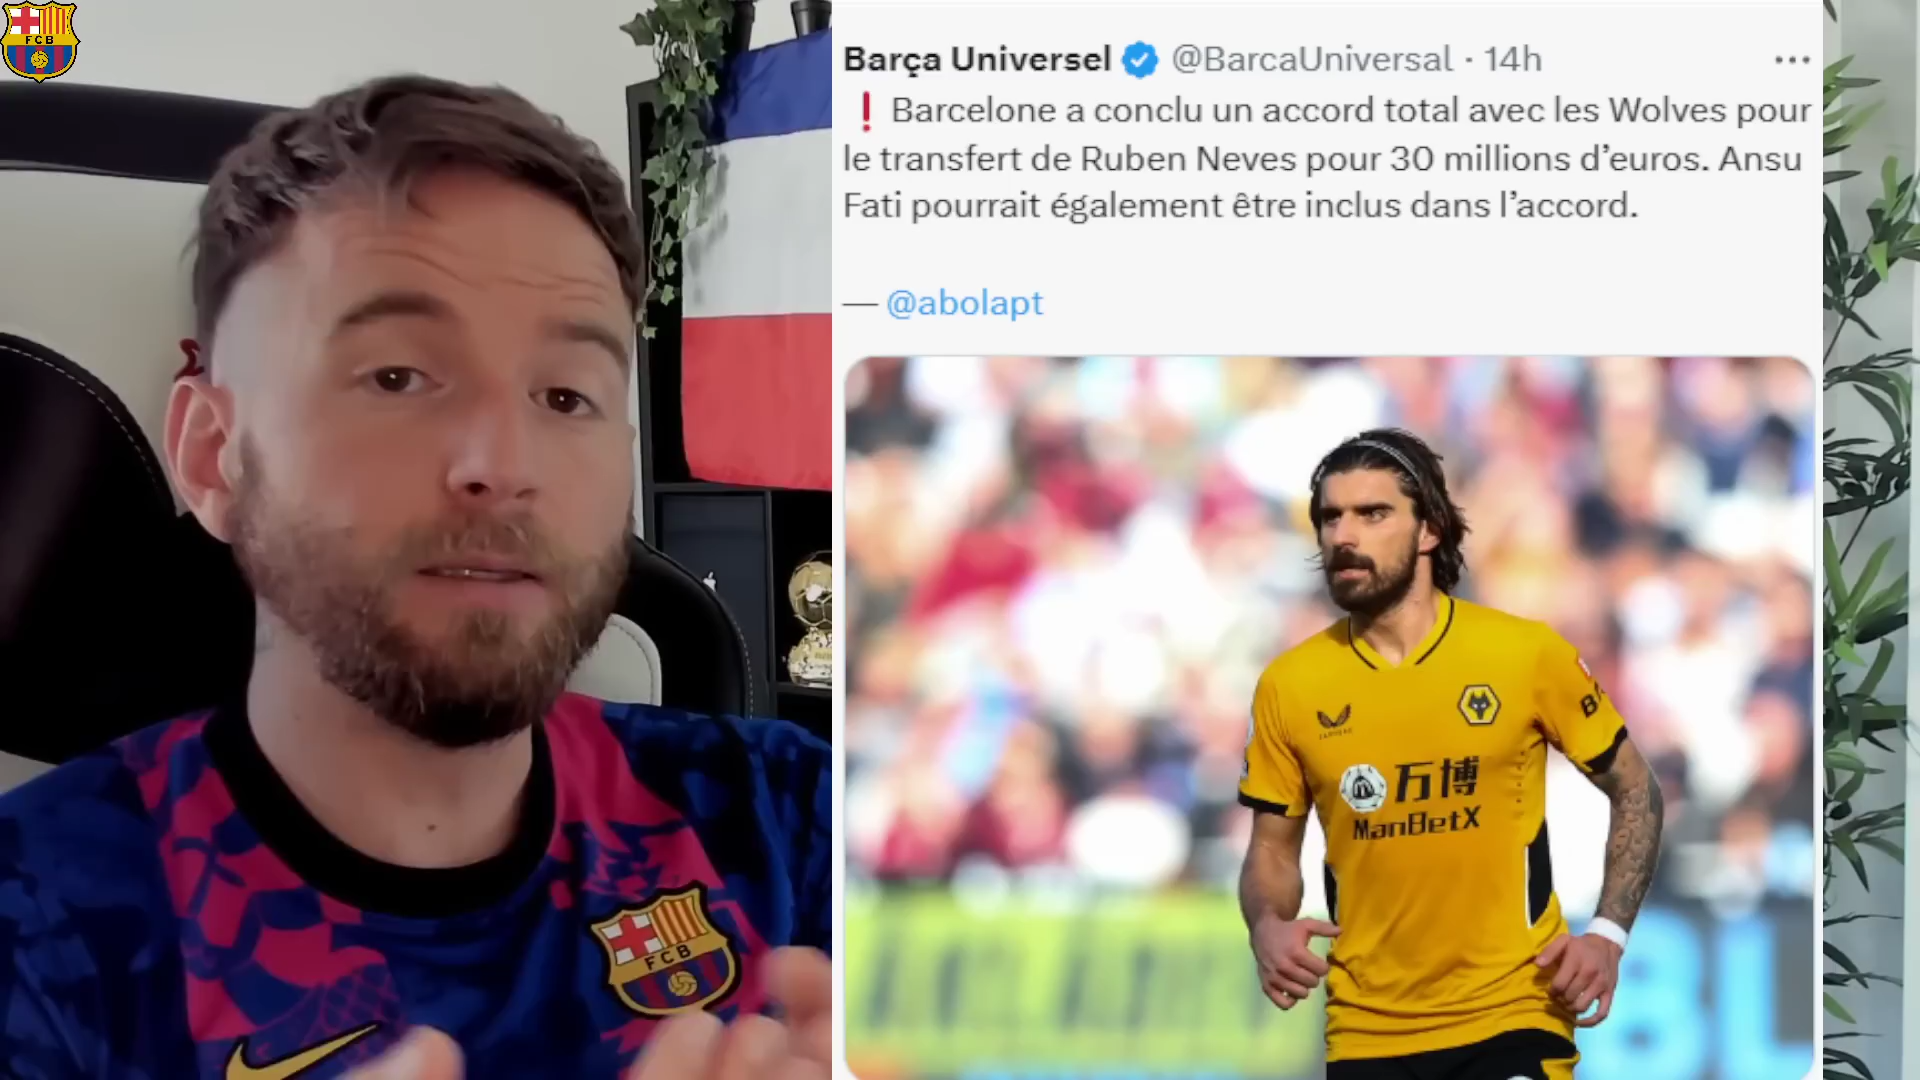 FCB
Barça Universel @BarcaUniversal · 14h
❗ Barcelone a conclu un accord total avec les Wolves pour
le transfert de Ruben Neves pour 30 millions d’euros. Ansu
Fati pourrait également être inclus dans l’accord.
— @abolapt
万博
ManBetX
FCB